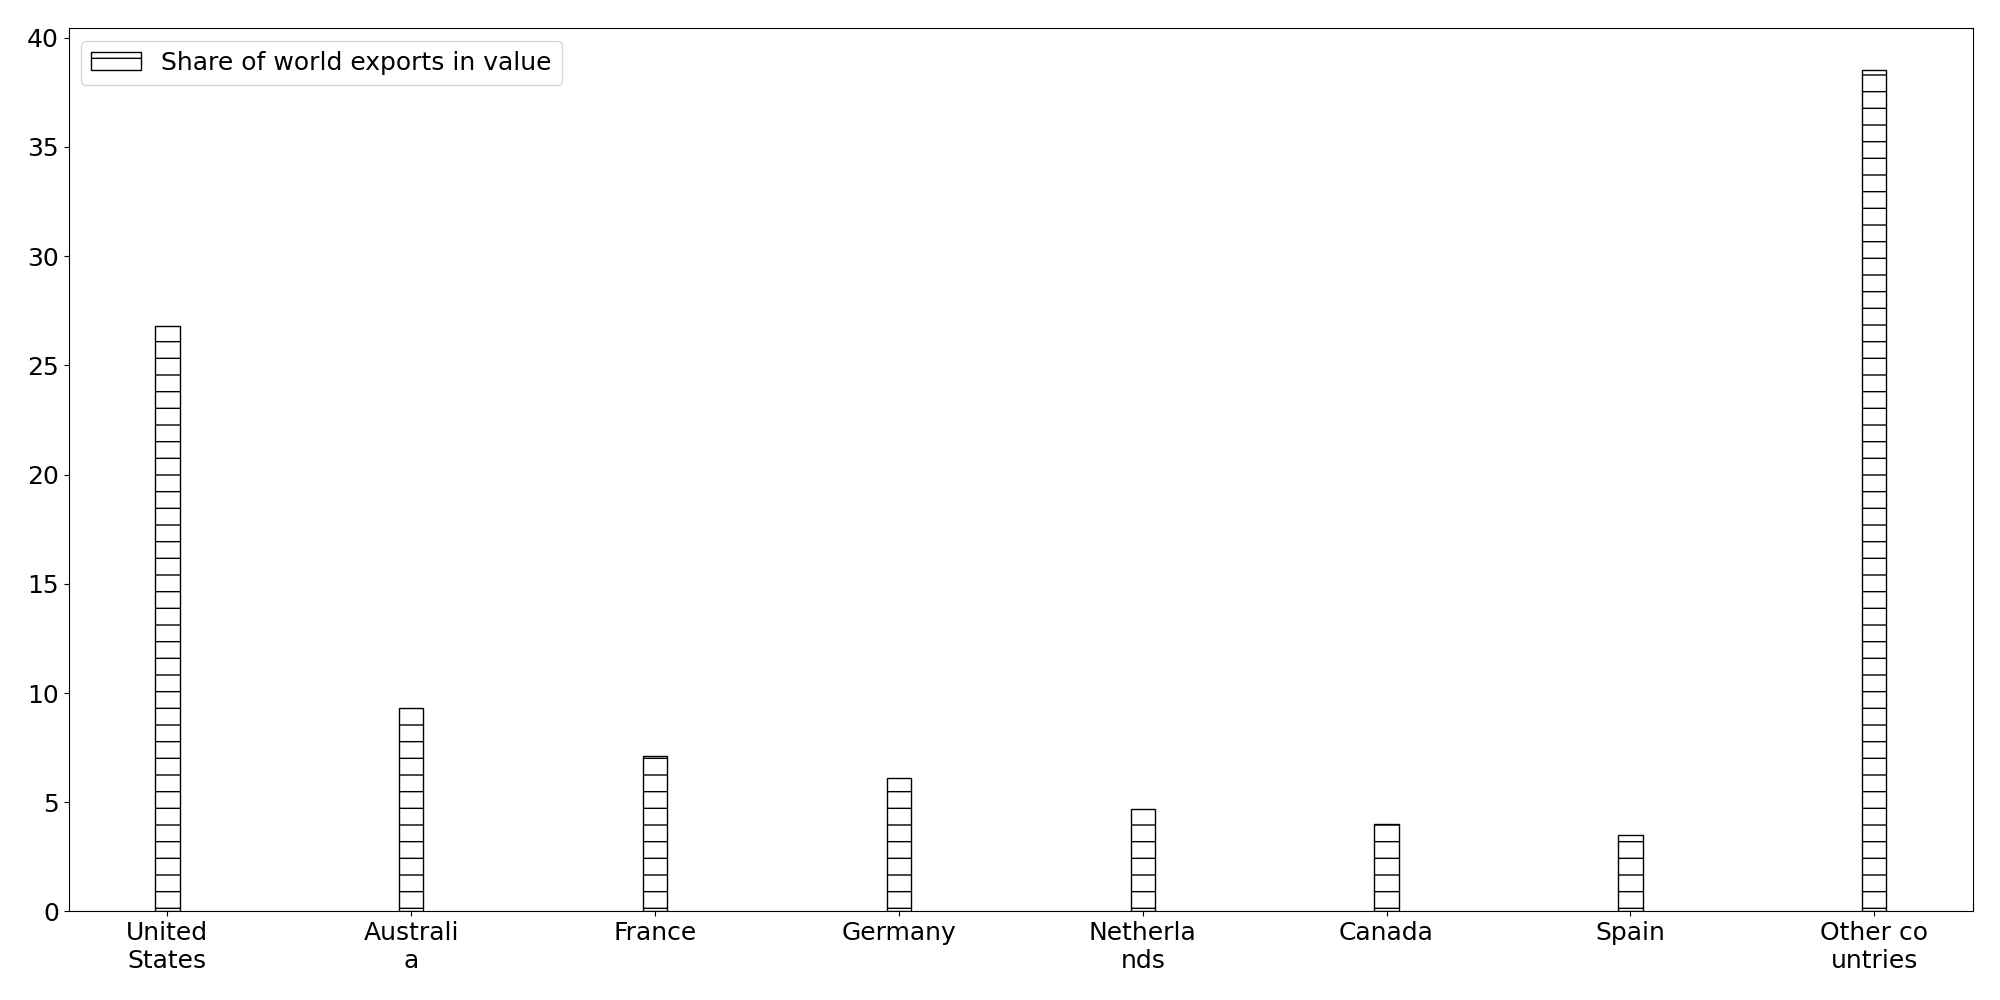 40
35
30
25
20
15
10
5
0
Share of world exports in value
United
States
Australi
a
France
Germany
Netherla
nds
Canada
Spain
Other co
untries